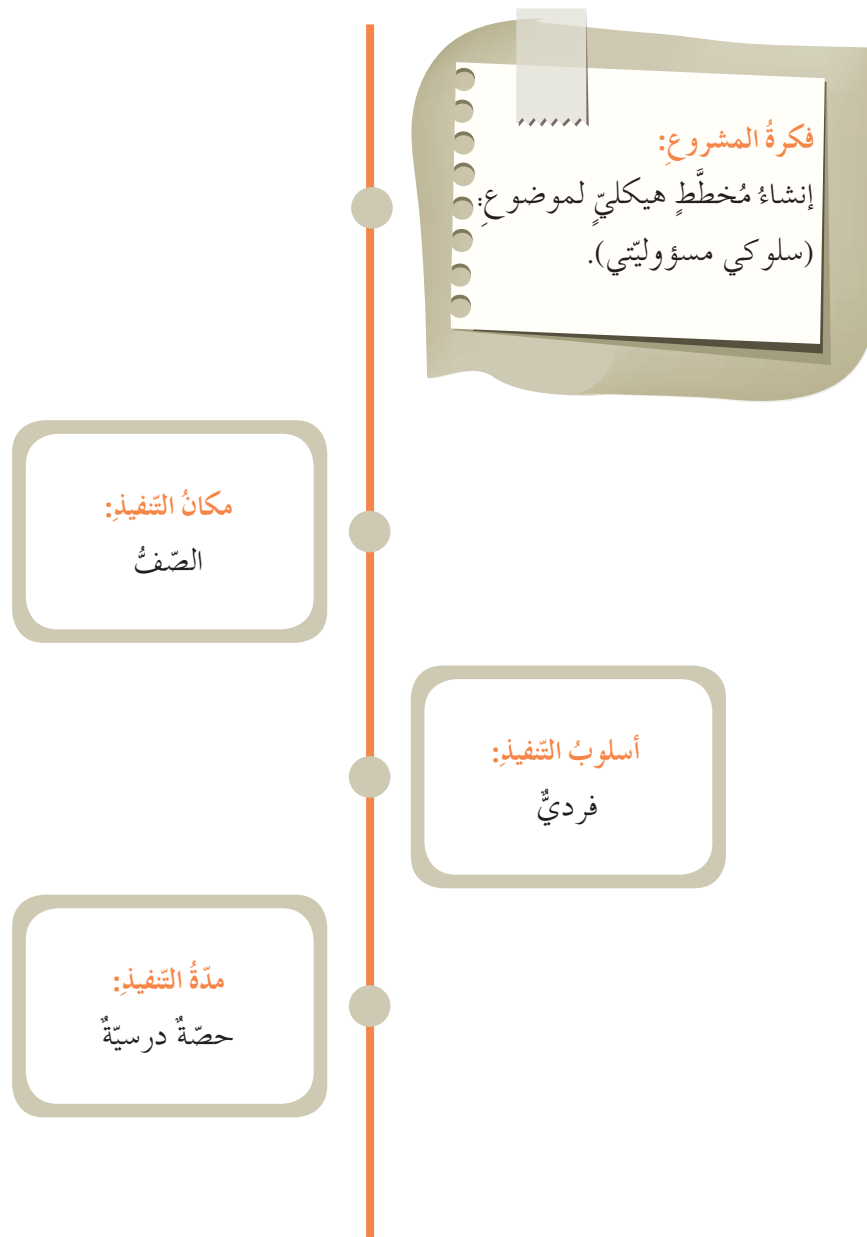 فكرةُ المشروعِ:
إنشاءُ مُخطَّطٍ هيكليٍّ لموضوعِ:
(سلوكي مسؤوليّتي).
مكانُ التّنفيذِ:
الصّفُّ
أسلوبُ التّنفيذِ:
فرديٌّ
مدّةُ التّنفيذِ:
حصّةٌ درسيّةٌ